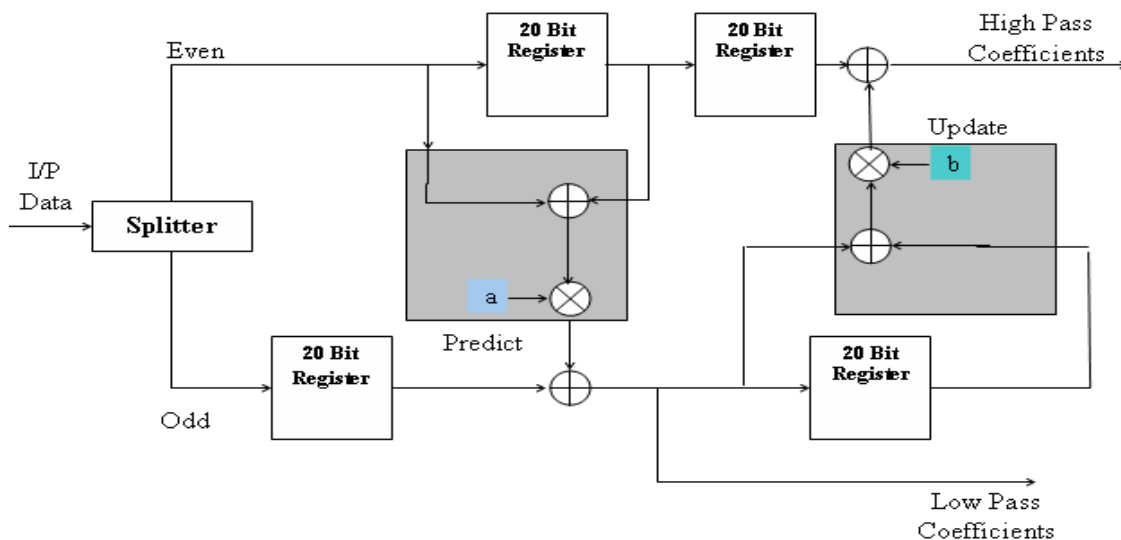 Even
20 Bit
Register
20 Bit
Register
High Pass
Coefficients
I/P
Data
Splitter
Update
b
a
Predict
20 Bit
Register
Odd
20 Bit
Register
Low Pass
Coefficients